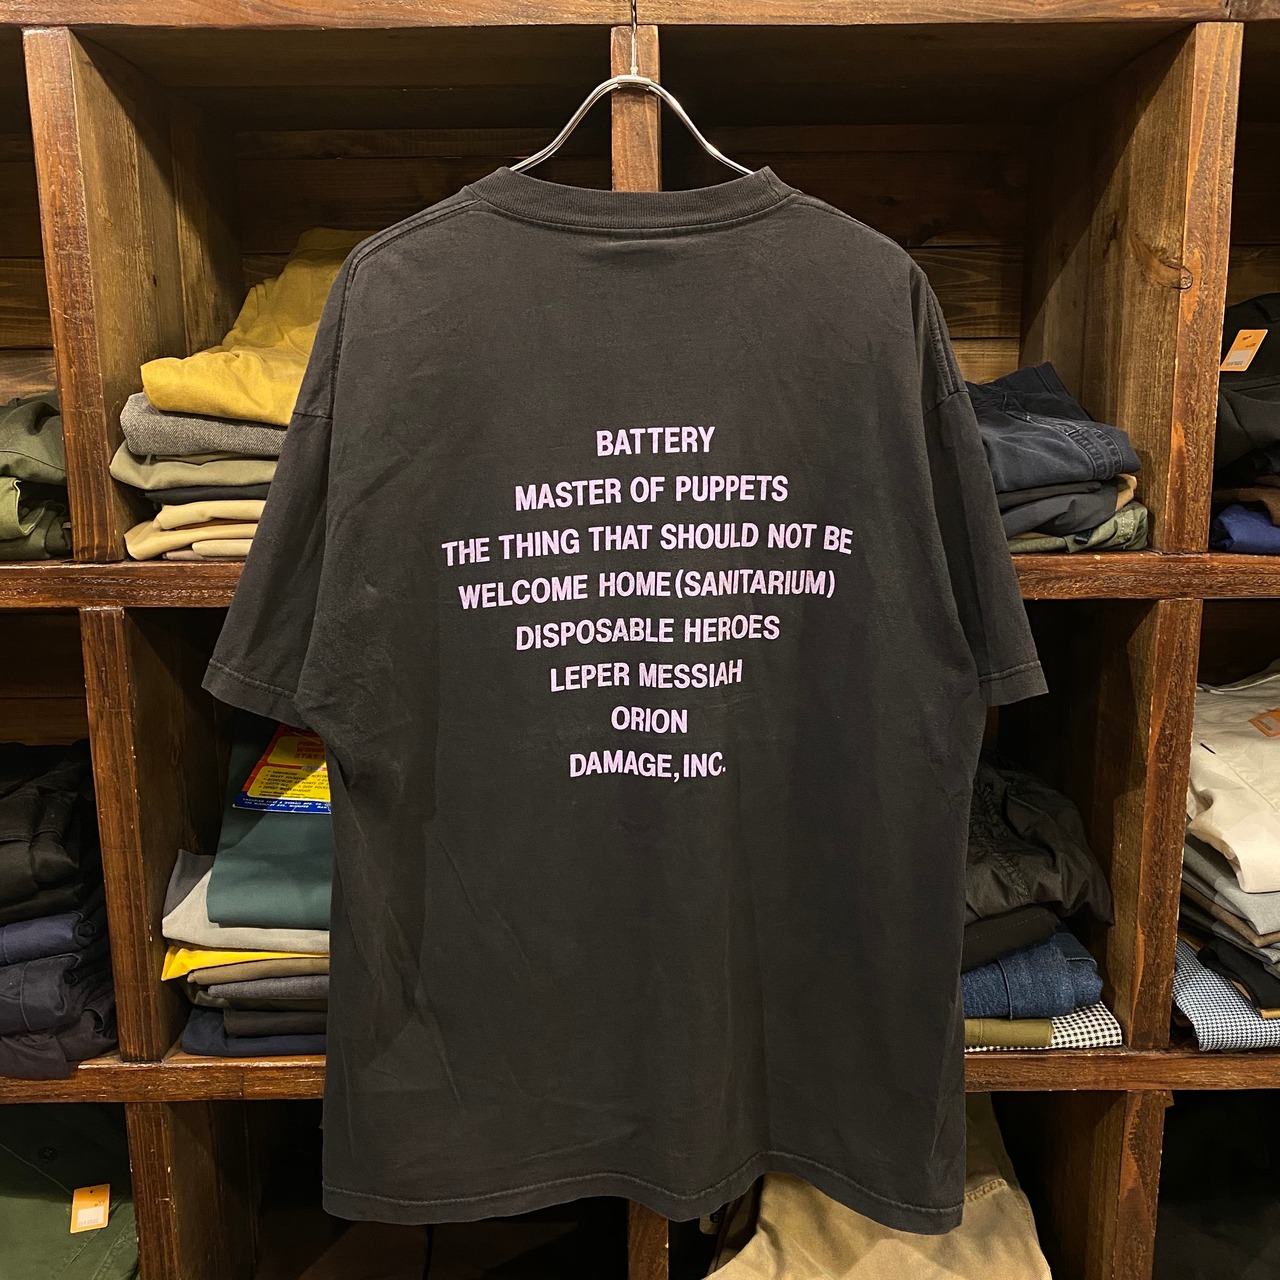 BATTERY
MASTER OF PUPPETS
THE THING THAT SHOULD NOT BE
WELCOME HOME (SANITARIUM)
DISPOSABLE HEROES
LEPER MESSIAH
ORION
DAMAGE, INC.